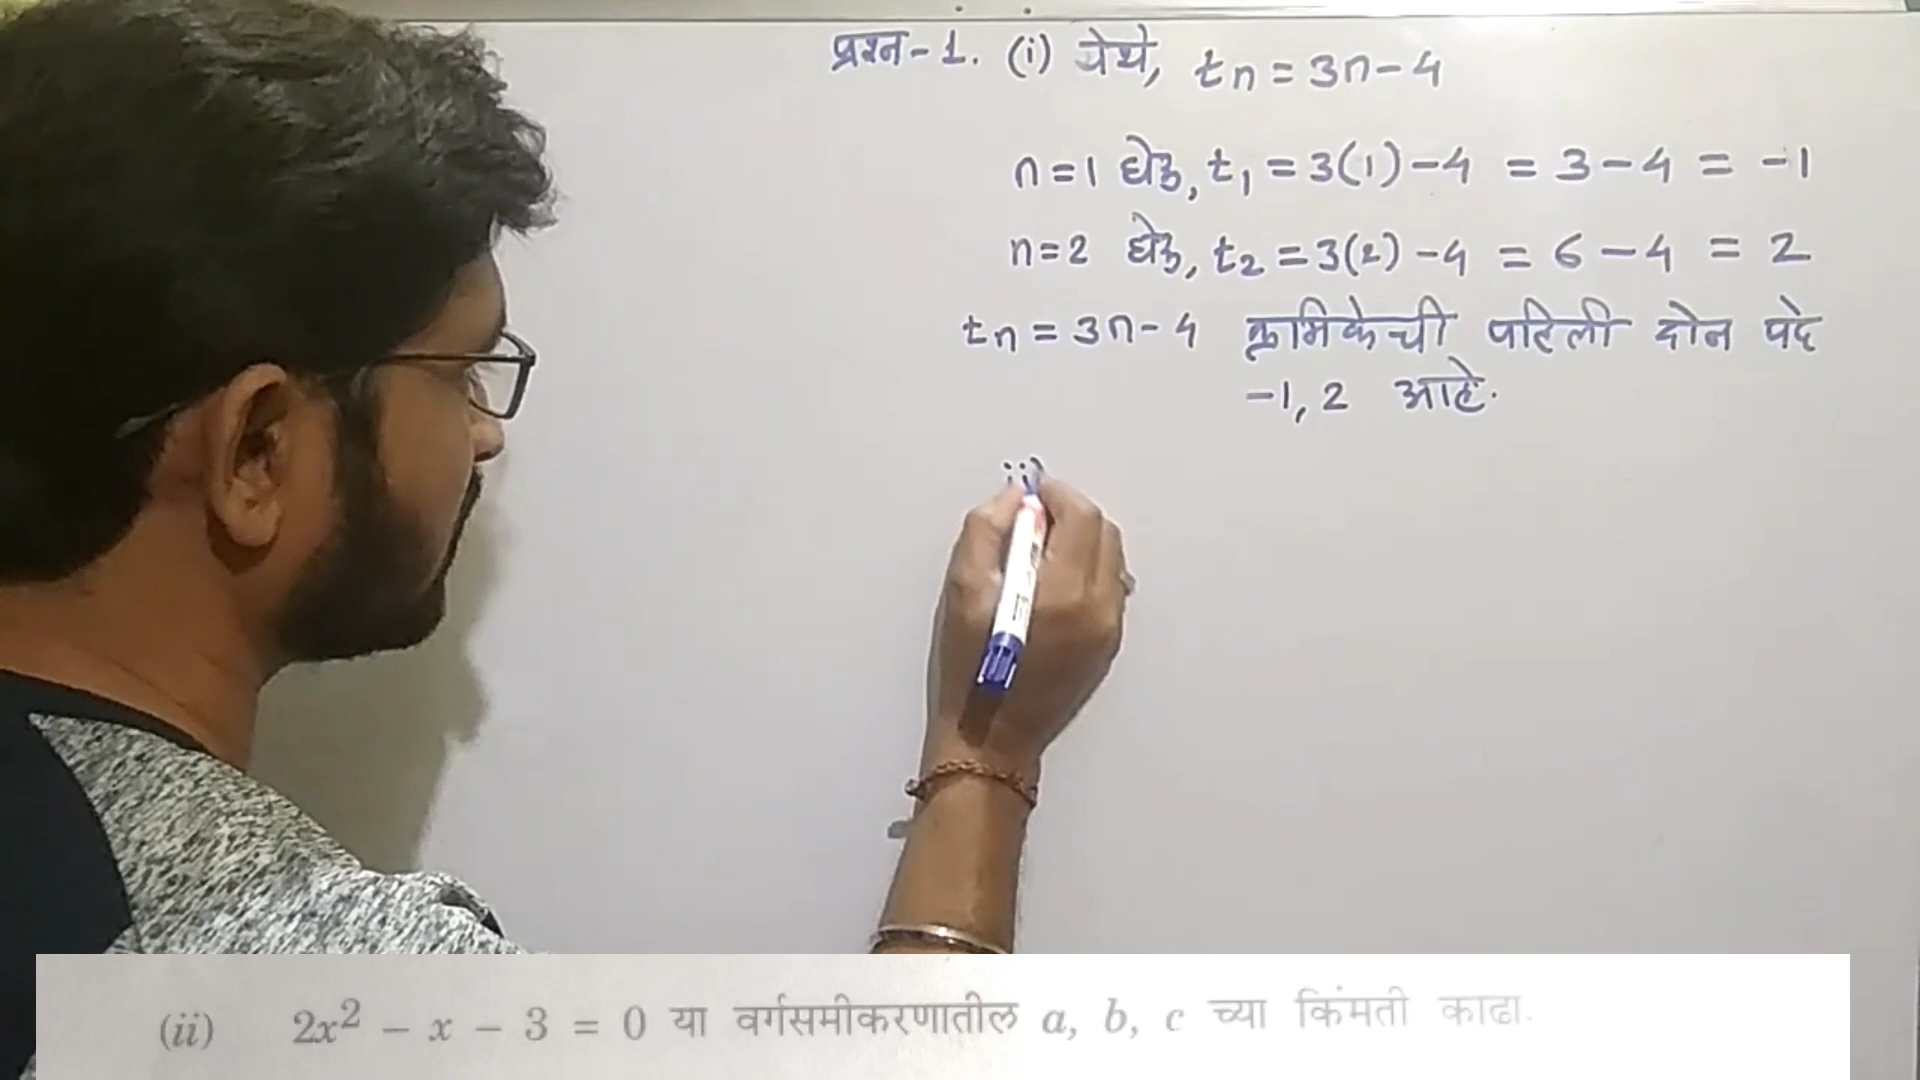 प्रश्न-1. (i) येथे, tn = 3n-4
n=1 घेऊ, t1 = 3(1)-4 = 3-4 = -1
n=2 घेऊ, t2 = 3(2)-4 = 6-4 = 2
tn = 3n-4 क्रमिकेची पहिली दोन पदे
-1, 2 आहे.
ii)
(ii) 2x² − x − 3 = 0 या वर्गसमीकरणातील a, b, c च्या किंमती काढा.